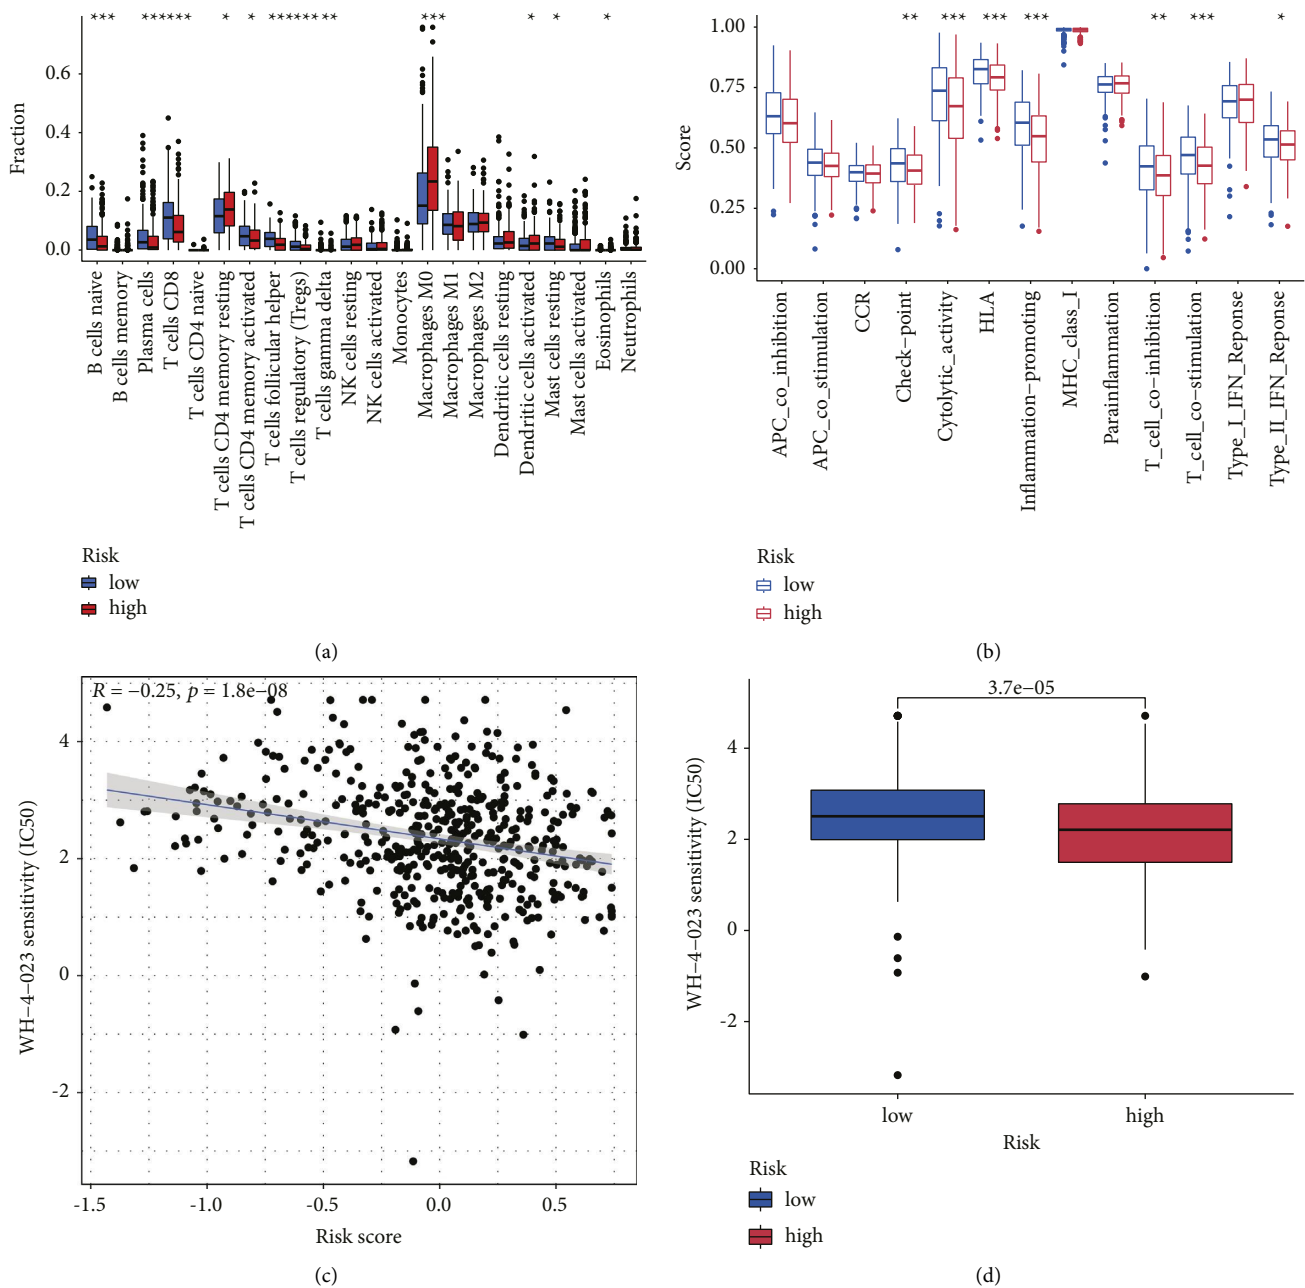 *** ******* * * ******* ** **** * * *
Fraction
0.6
0.4
0.2
0.0
B cells naive
B cells memory
Plasma cells
T cells CD8
T cells CD4 naive
T cells CD4 memory resting
T cells CD4 memory activated
T cells follicular helper
T cells regulatory (Tregs)
T cells gamma delta
NK cells resting
NK cells activated
Monocytes
Macrophages M0
Macrophages M1
Macrophages M2
Dendritic cells resting
Dendritic cells activated
Mast cells resting
Mast cells activated
Eosinophils
Neutrophils
Risk
low
high
(a)
** *** *** *** ** *** *
Score
1.00
0.75
0.50
0.25
0.00
APC_co_inhibition
APC_co_stimulation
CCR
Check-point
Cytolytic_activity
HLA
Inflammation-promoting
MHC_class_I
Parainflammation
T_cell_co-inhibition
T_cell_co-stimulation
Type_I_IFN_Reponse
Type_II_IFN_Reponse
Risk
low
high
(b)
R = −0.25, p = 1.8e−08
WH−4−023 sensitivity (IC50)
4
2
0
-2
-1.5 -1.0 -0.5 0.0 0.5
Risk score
(c)
3.7e−05
WH−4−023 sensitivity (IC50)
4
2
0
-2
low high
Risk
Risk
low
high
(d)